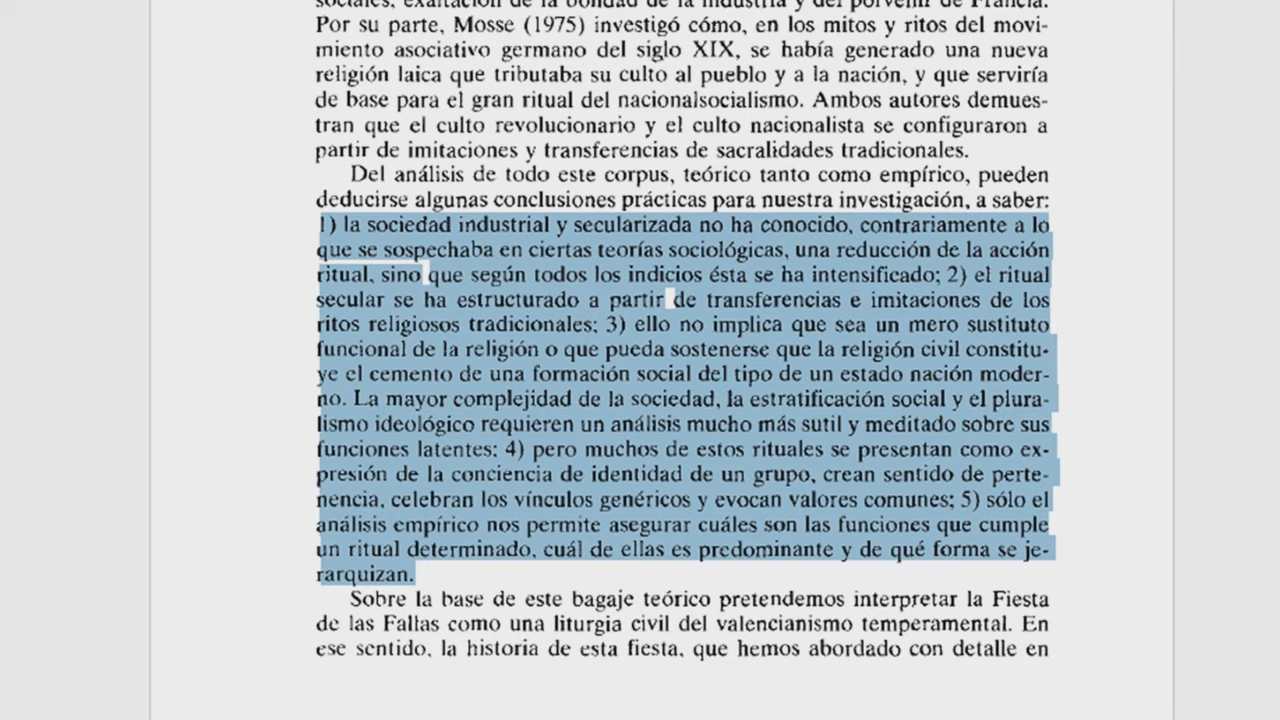 sociales, exaltación de la bondad de la industria y del porvenir de Francia.
Por su parte, Mosse (1975) investigó cómo, en los mitos y ritos del movi-
miento asociativo germano del siglo XIX, se había generado una nueva
religión laica que tributaba su culto al pueblo y a la nación, y que serviría
de base para el gran ritual del nacionalsocialismo. Ambos autores demues-
tran que el culto revolucionario y el culto nacionalista se configuraron a
partir de imitaciones y transferencias de sacralidades tradicionales.
Del análisis de todo este corpus, teórico tanto como empírico, pueden
deducirse algunas conclusiones prácticas para nuestra investigación, a saber:
1) la sociedad industrial y secularizada no ha conocido, contrariamente a lo
que se sospechaba en ciertas teorías sociológicas, una reducción de la acción
ritual, sino que según todos los indicios ésta se ha intensificado; 2) el ritual
secular se ha estructurado a partir de transferencias e imitaciones de los
ritos religiosos tradicionales; 3) ello no implica que sea un mero sustituto
funcional de la religión o que pueda sostenerse que la religión civil constitu-
ye el cemento de una formación social del tipo de un estado nación moder-
no. La mayor complejidad de la sociedad, la estratificación social y el plura-
lismo ideológico requieren un análisis mucho más sutil y meditado sobre sus
funciones latentes; 4) pero muchos de estos rituales se presentan como ex-
presión de la conciencia de identidad de un grupo, crean sentido de perte-
nencia, celebran los vínculos genéricos y evocan valores comunes; 5) sólo el
análisis empírico nos permite asegurar cuáles son las funciones que cumple
un ritual determinado, cuál de ellas es predominante y de qué forma se je-
rarquizan.
Sobre la base de este bagaje teórico pretendemos interpretar la Fiesta
de las Fallas como una liturgia civil del valencianismo temperamental. En
ese sentido, la historia de esta fiesta, que hemos abordado con detalle en